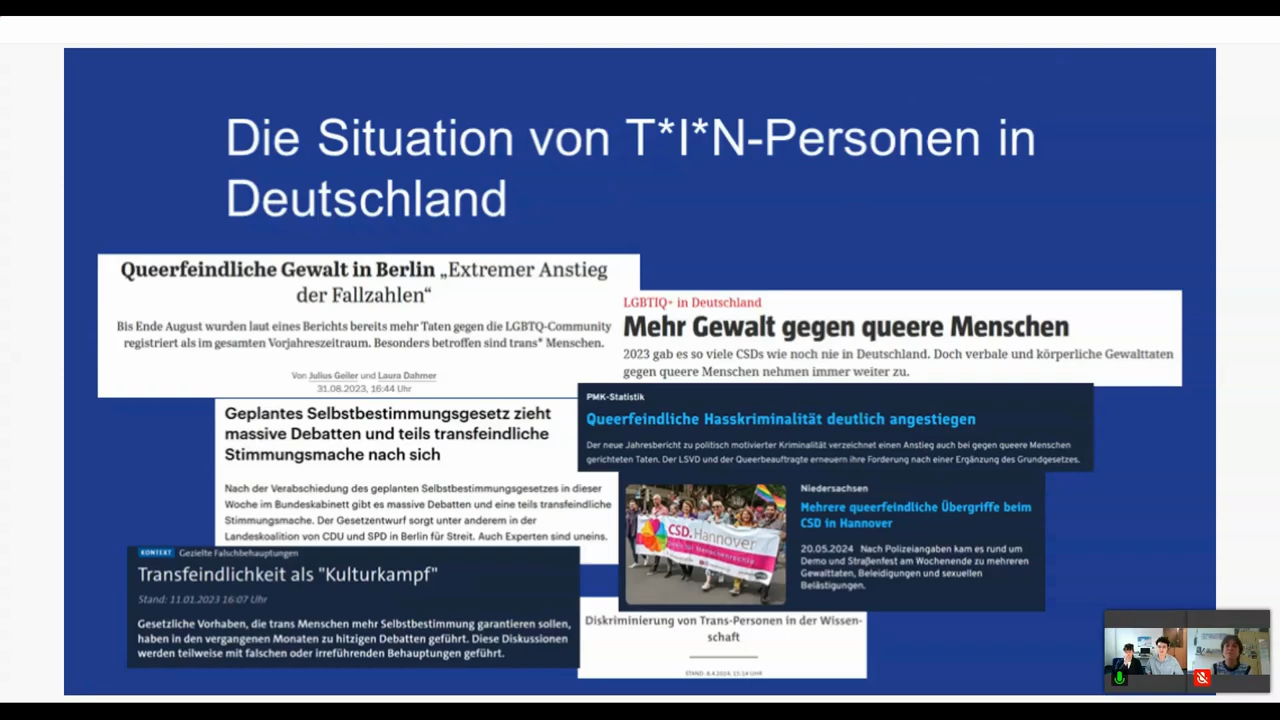 Die Situation von T*I*N-Personen in
Deutschland
Queerfeindliche Gewalt in Berlin „Extremer Anstieg
der Fallzahlen“
Bis Ende August wurden laut eines Berichts bereits mehr Taten gegen die LGBTQ-Community
registriert als im gesamten Vorjahreszeitraum. Besonders betroffen sind trans* Menschen.
Von Julius Geiler und Laura Dahmer
31.08.2023, 16:44 Uhr
LGBTIQ+ in Deutschland
Mehr Gewalt gegen queere Menschen
2023 gab es so viele CSDs wie noch nie in Deutschland. Doch verbale und körperliche Gewalttaten
gegen queere Menschen nehmen immer weiter zu.
Geplantes Selbstbestimmungsgesetz zieht
massive Debatten und teils transfeindliche
Stimmungsmache nach sich
Nach der Verabschiedung des geplanten Selbstbestimmungsgesetzes in dieser
Woche im Bundeskabinett gibt es massive Debatten und eine teils transfeindliche
Stimmungsmache. Der Gesetzentwurf sorgt unter anderem in der
Landeskoalition von CDU und SPD in Berlin für Streit. Auch Experten sind uneins.
PMK-Statistik
Queerfeindliche Hasskriminalität deutlich angestiegen
Der neue Jahresbericht zu politisch motivierter Kriminalität verzeichnet einen Anstieg auch bei gegen queere Menschen
gerichteten Taten. Der LSVD und der Queerbeauftragte erneuern ihre Forderung nach einer Ergänzung des Grundgesetzes.
CSD.Hannover
Niedersachsen
Mehrere queerfeindliche Übergriffe beim
CSD in Hannover
20.05.2024 Nach Polizeiangaben kam es rund um
Demo und Straßenfest am Wochenende zu mehreren
Gewalttaten, Beleidigungen und sexuellen
Belästigungen.
KONTEXT Gezielte Falschbehauptungen
Transfeindlichkeit als "Kulturkampf"
Stand: 11.01.2023 16:07 Uhr
Gesetzliche Vorhaben, die trans Menschen mehr Selbstbestimmung garantieren sollen,
haben in den vergangenen Monaten zu hitzigen Debatten geführt. Diese Diskussionen
werden teilweise mit falschen oder irreführenden Behauptungen geführt.
Diskriminierung von Trans-Personen in der Wissen-
schaft
STAND: 8.4.2024, 15:14 UHR